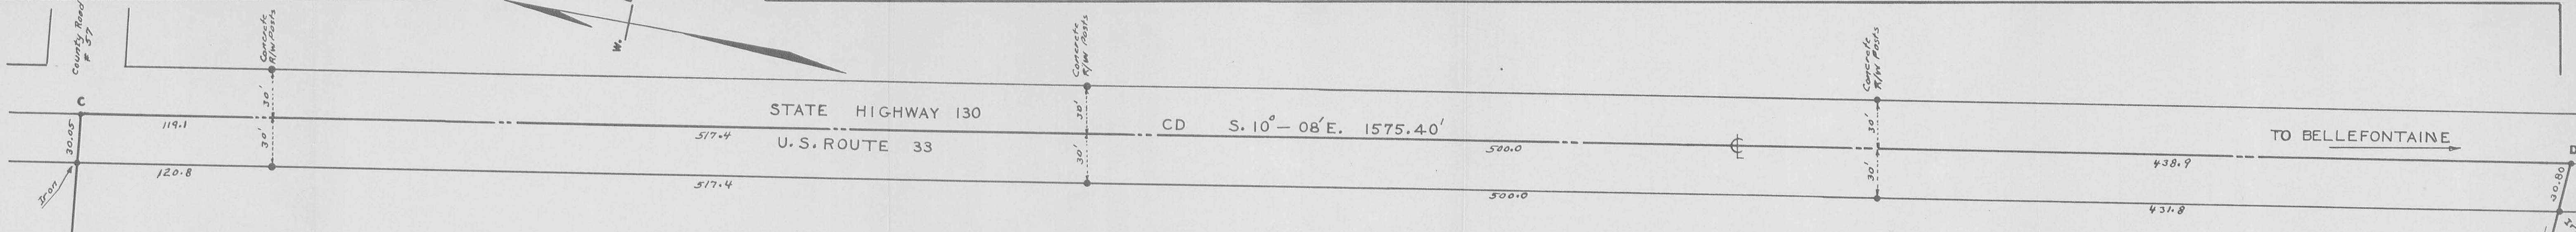 County Road
# 57
Concrete
R/W Posts
W.
Concrete
R/W Posts
Concrete
R/W Posts
C
30'
30'
30'
STATE HIGHWAY 130
CD S. 10° — 08' E. 1575.40'
119.1
517.4
500.0
℄
438.9
TO BELLEFONTAINE
D
30.05
30'
U.S. ROUTE 33
30'
30'
30.80
Iron
120.8
517.4
500.0
431.8